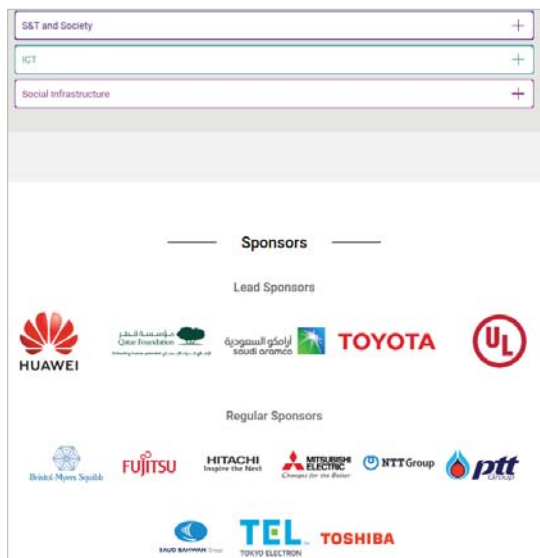 S&T and Society
ICT
Social Infrastructure
Sponsors
Lead Sponsors
HUAWEI
مؤسسة قطر
Qatar Foundation
أرامكو السعودية
saudi aramco
TOYOTA
UL
Regular Sponsors
Bristol-Myers Squibb
FUJITSU
HITACHI
Inspire the Next
MITSUBISHI
ELECTRIC
Changes for the Better
NTT Group
ptt
Group
SAUD BAHWAN Group
TEL
TOKYO ELECTRON
TOSHIBA